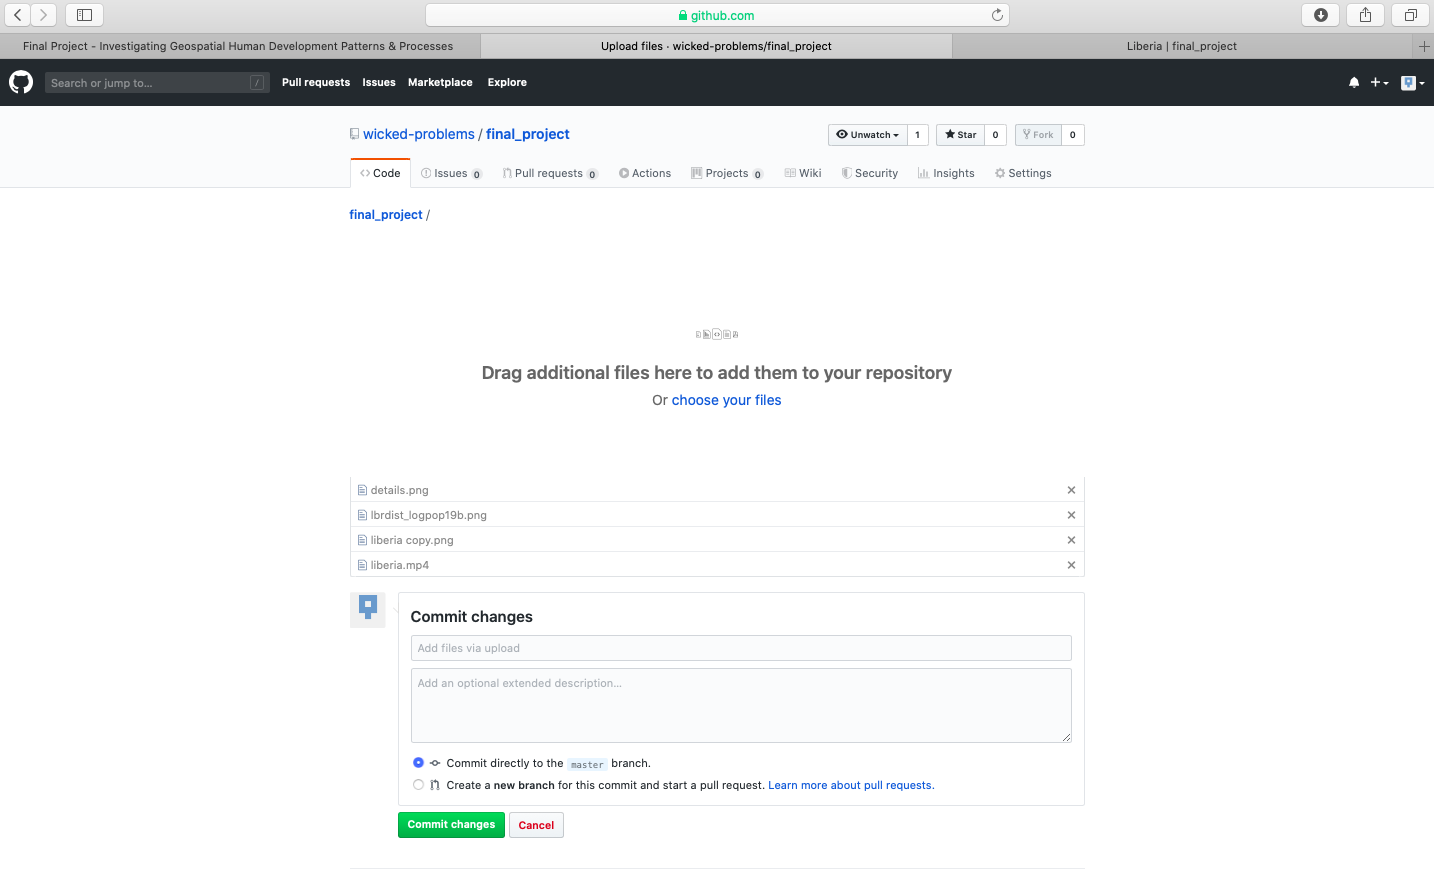 github.com
Final Project - Investigating Geospatial Human Development Patterns & Processes
Upload files · wicked-problems/final_project
Liberia | final_project
Search or jump to... /
Pull requests Issues Marketplace Explore
wicked-problems / final_project
Unwatch 1 Star 0 Fork 0
Code Issues 0 Pull requests 0 Actions Projects 0 Wiki Security Insights Settings
final_project /
Drag additional files here to add them to your repository
Or choose your files
details.png
lbrdist_logpop19b.png
liberia copy.png
liberia.mp4
Commit changes
Add files via upload
Add an optional extended description...
Commit directly to the master branch.
Create a new branch for this commit and start a pull request. Learn more about pull requests.
Commit changes Cancel